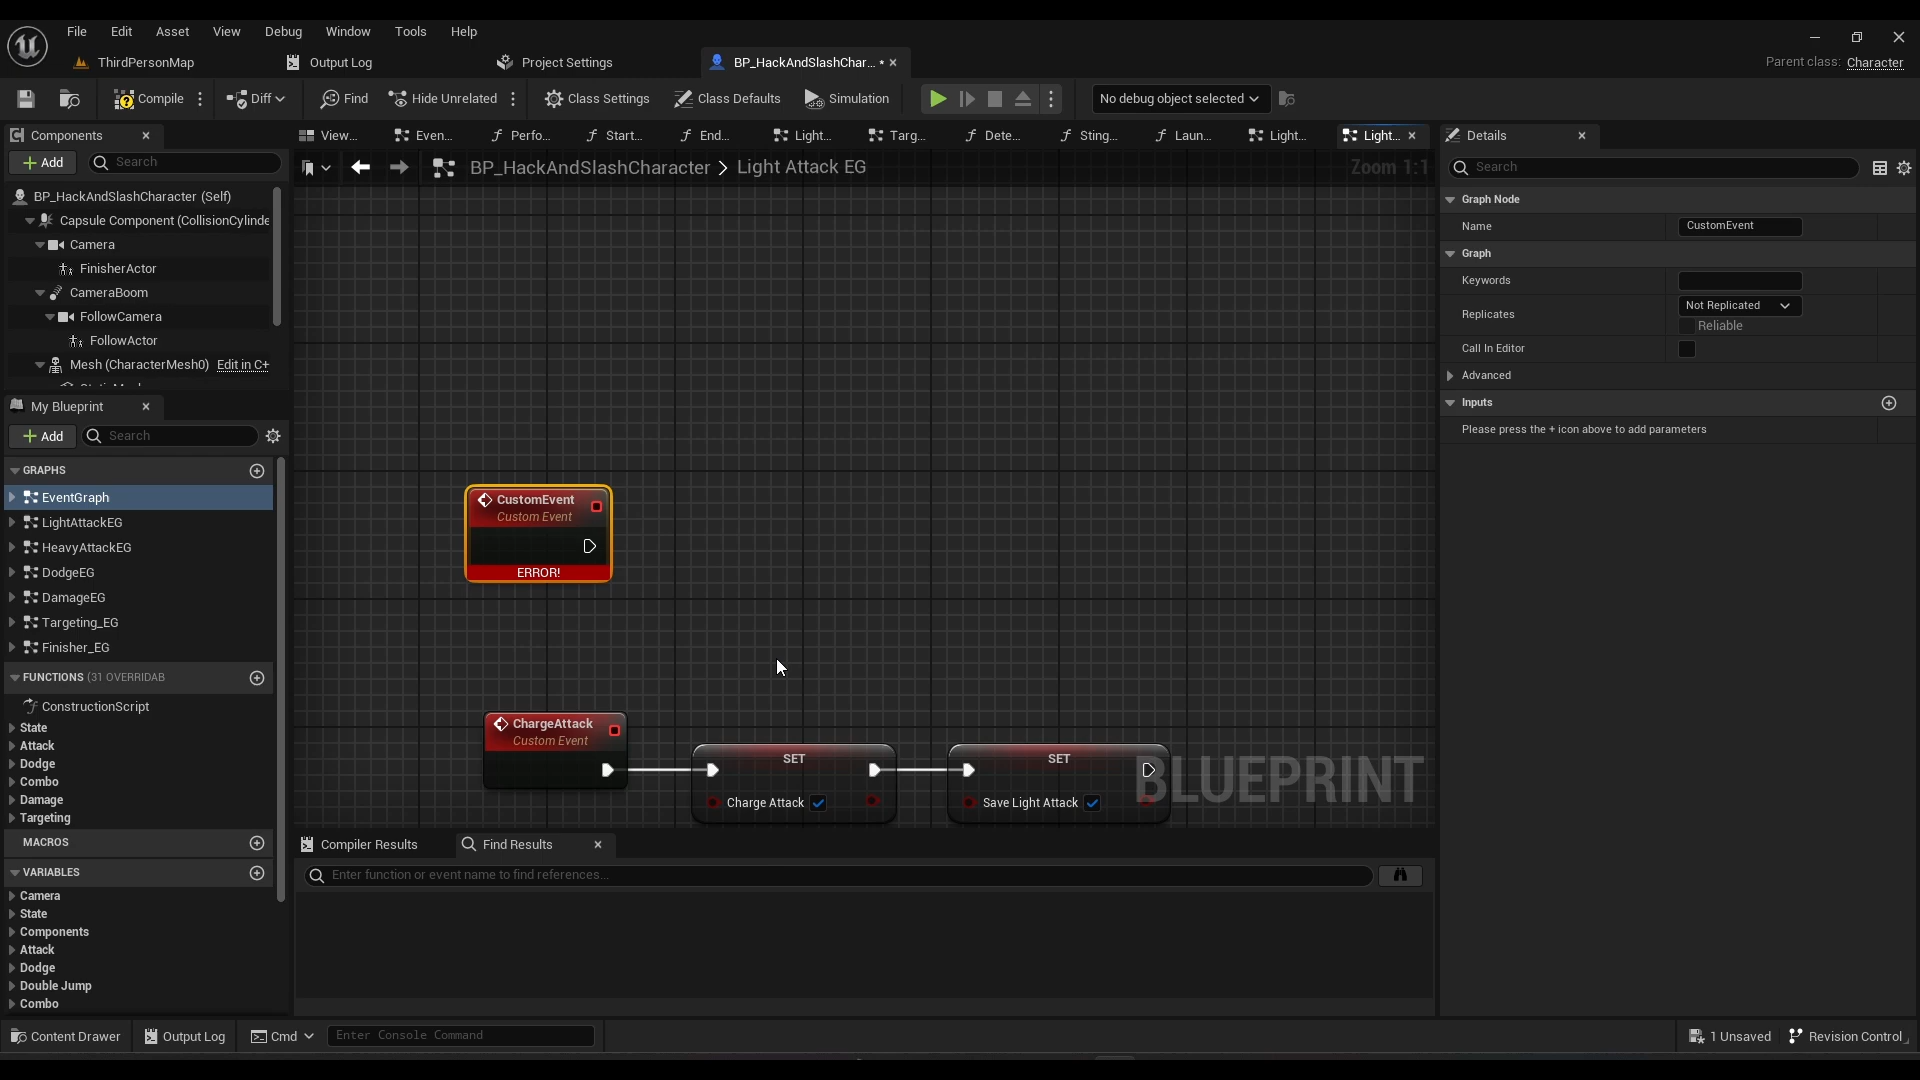 File Edit Asset View Debug Window Tools Help
ThirdPersonMap Output Log Project Settings BP_HackAndSlashChar... •
Parent class: Character
Compile Diff Find Hide Unrelated Class Settings Class Defaults Simulation No debug object selected
Components
Add Search
BP_HackAndSlashCharacter (Self)
Capsule Component (CollisionCylinde
Camera
FinisherActor
CameraBoom
FollowCamera
FollowActor
Mesh (CharacterMesh0) Edit in C+
My Blueprint
Add Search
GRAPHS
EventGraph
LightAttackEG
HeavyAttackEG
DodgeEG
DamageEG
Targeting_EG
Finisher_EG
FUNCTIONS (31 OVERRIDAB
ConstructionScript
State
Attack
Dodge
Combo
Damage
Targeting
MACROS
VARIABLES
Camera
State
Components
Attack
Dodge
Double Jump
Combo
View... Even... Perfo... Start... End... Light... Targ... Dete... Sting... Laun... Light... Light...
BP_HackAndSlashCharacter > Light Attack EG
Zoom 1:1
CustomEvent
Custom Event
ERROR!
ChargeAttack
Custom Event
SET
Charge Attack
SET
Save Light Attack
BLUEPRINT
Compiler Results Find Results
Enter function or event name to find references...
Details
Search
Graph Node
Name CustomEvent
Graph
Keywords
Replicates Not Replicated
Reliable
Call In Editor
Advanced
Inputs
Please press the + icon above to add parameters
Content Drawer Output Log Cmd Enter Console Command 1 Unsaved Revision Control